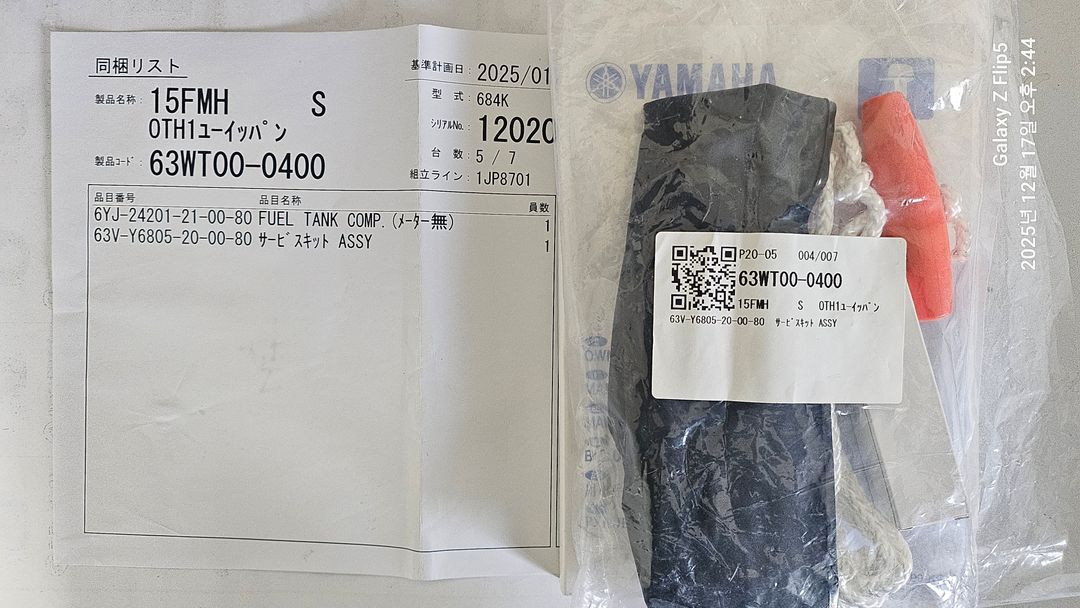 同梱リスト
基準計画日: 2025/01
製品名称: 15FMH S
型 式: 684K
OTH1ユーイッパン
シリアルNo.: 12020
台 数: 5 / 7
製品コード: 63WT00-0400
組立ライン: 1JP8701
品目番号 品目名称 員数
6YJ-24201-21-00-80 FUEL TANK COMP.(メーター無) 1
63V-Y6805-20-00-80 サービスキット ASSY 1
YAMAHA
P20-05 004/007
63WT00-0400
15FMH S OTH1ユーイッパン
63V-Y6805-20-00-80 サービスキット ASSY
Galaxy Z Flip5
2025년 12월 17일 오후 2:44